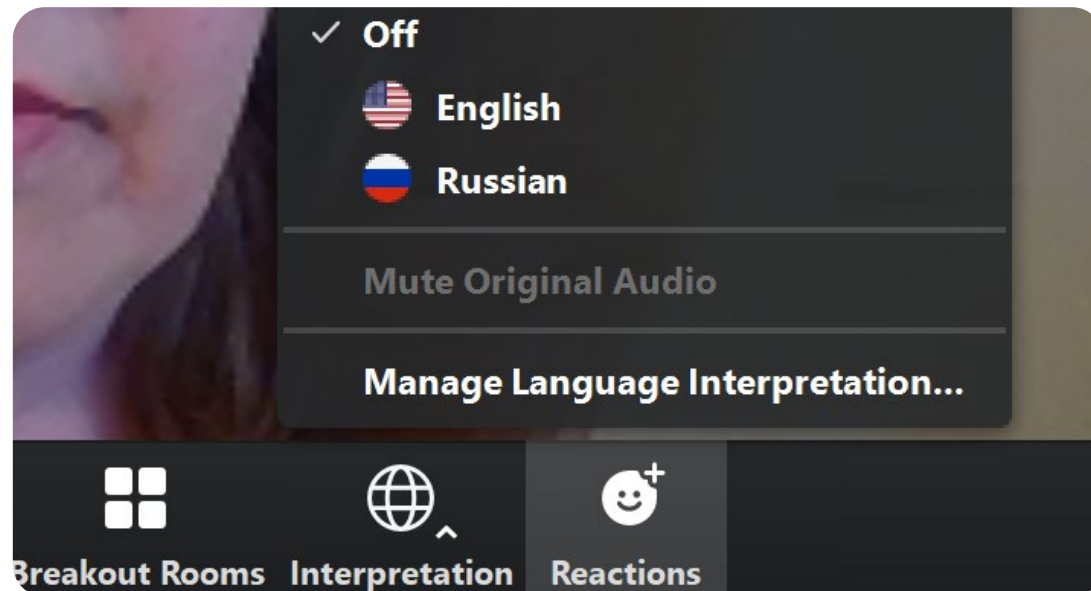 Off
English
Russian
Mute Original Audio
Manage Language Interpretation...
Breakout Rooms Interpretation Reactions